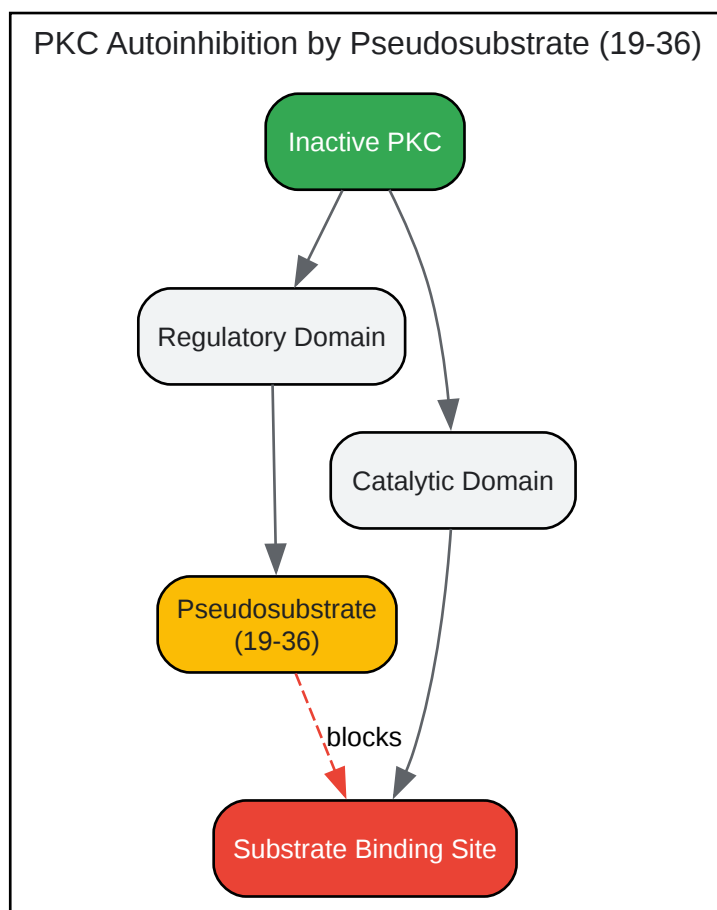 PKC Autoinhibition by Pseudosubstrate (19-36)
Inactive PKC
Regulatory Domain
Catalytic Domain
Pseudosubstrate
(19-36)
blocks
Substrate Binding Site